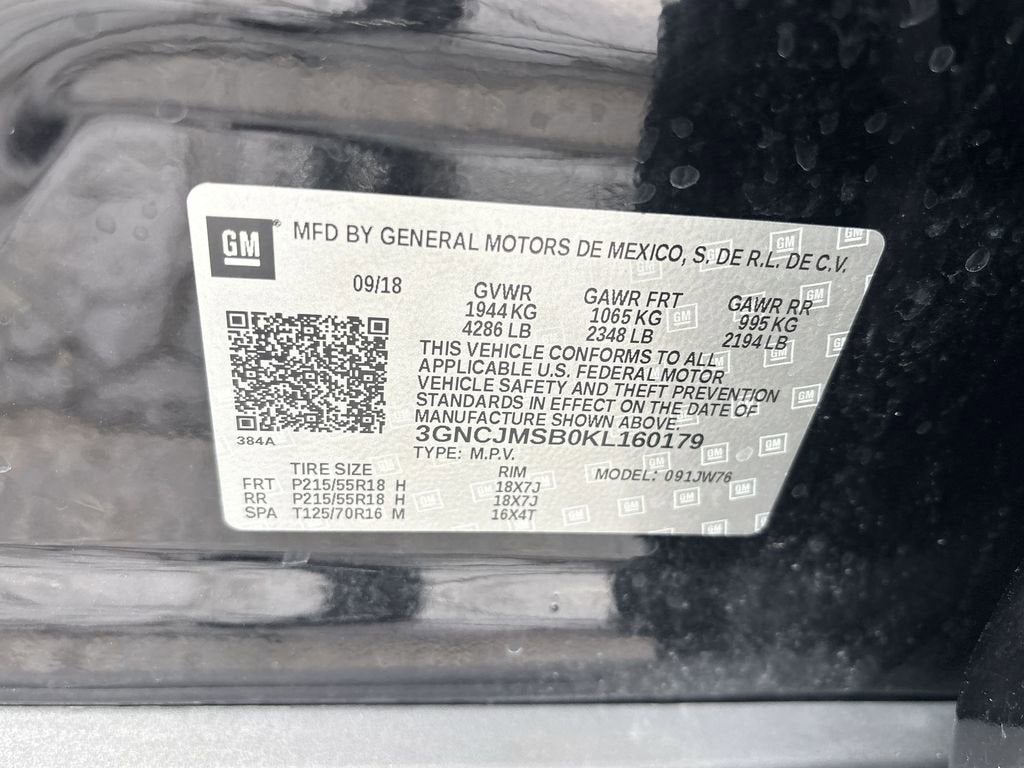 GM
MFD BY GENERAL MOTORS DE MEXICO, S. DE R.L. DE C.V.
09/18 GVWR GAWR FRT GAWR RR
1944 KG 1065 KG 995 KG
4286 LB 2348 LB 2194 LB
THIS VEHICLE CONFORMS TO ALL
APPLICABLE U.S. FEDERAL MOTOR
VEHICLE SAFETY AND THEFT PREVENTION
STANDARDS IN EFFECT ON THE DATE OF
MANUFACTURE SHOWN ABOVE.
384A
3GNCJMSB0KL160179
TYPE: M.P.V.
TIRE SIZE RIM MODEL: 091JW76
FRT P215/55R18 H 18X7J
RR P215/55R18 H 18X7J
SPA T125/70R16 M 16X4T